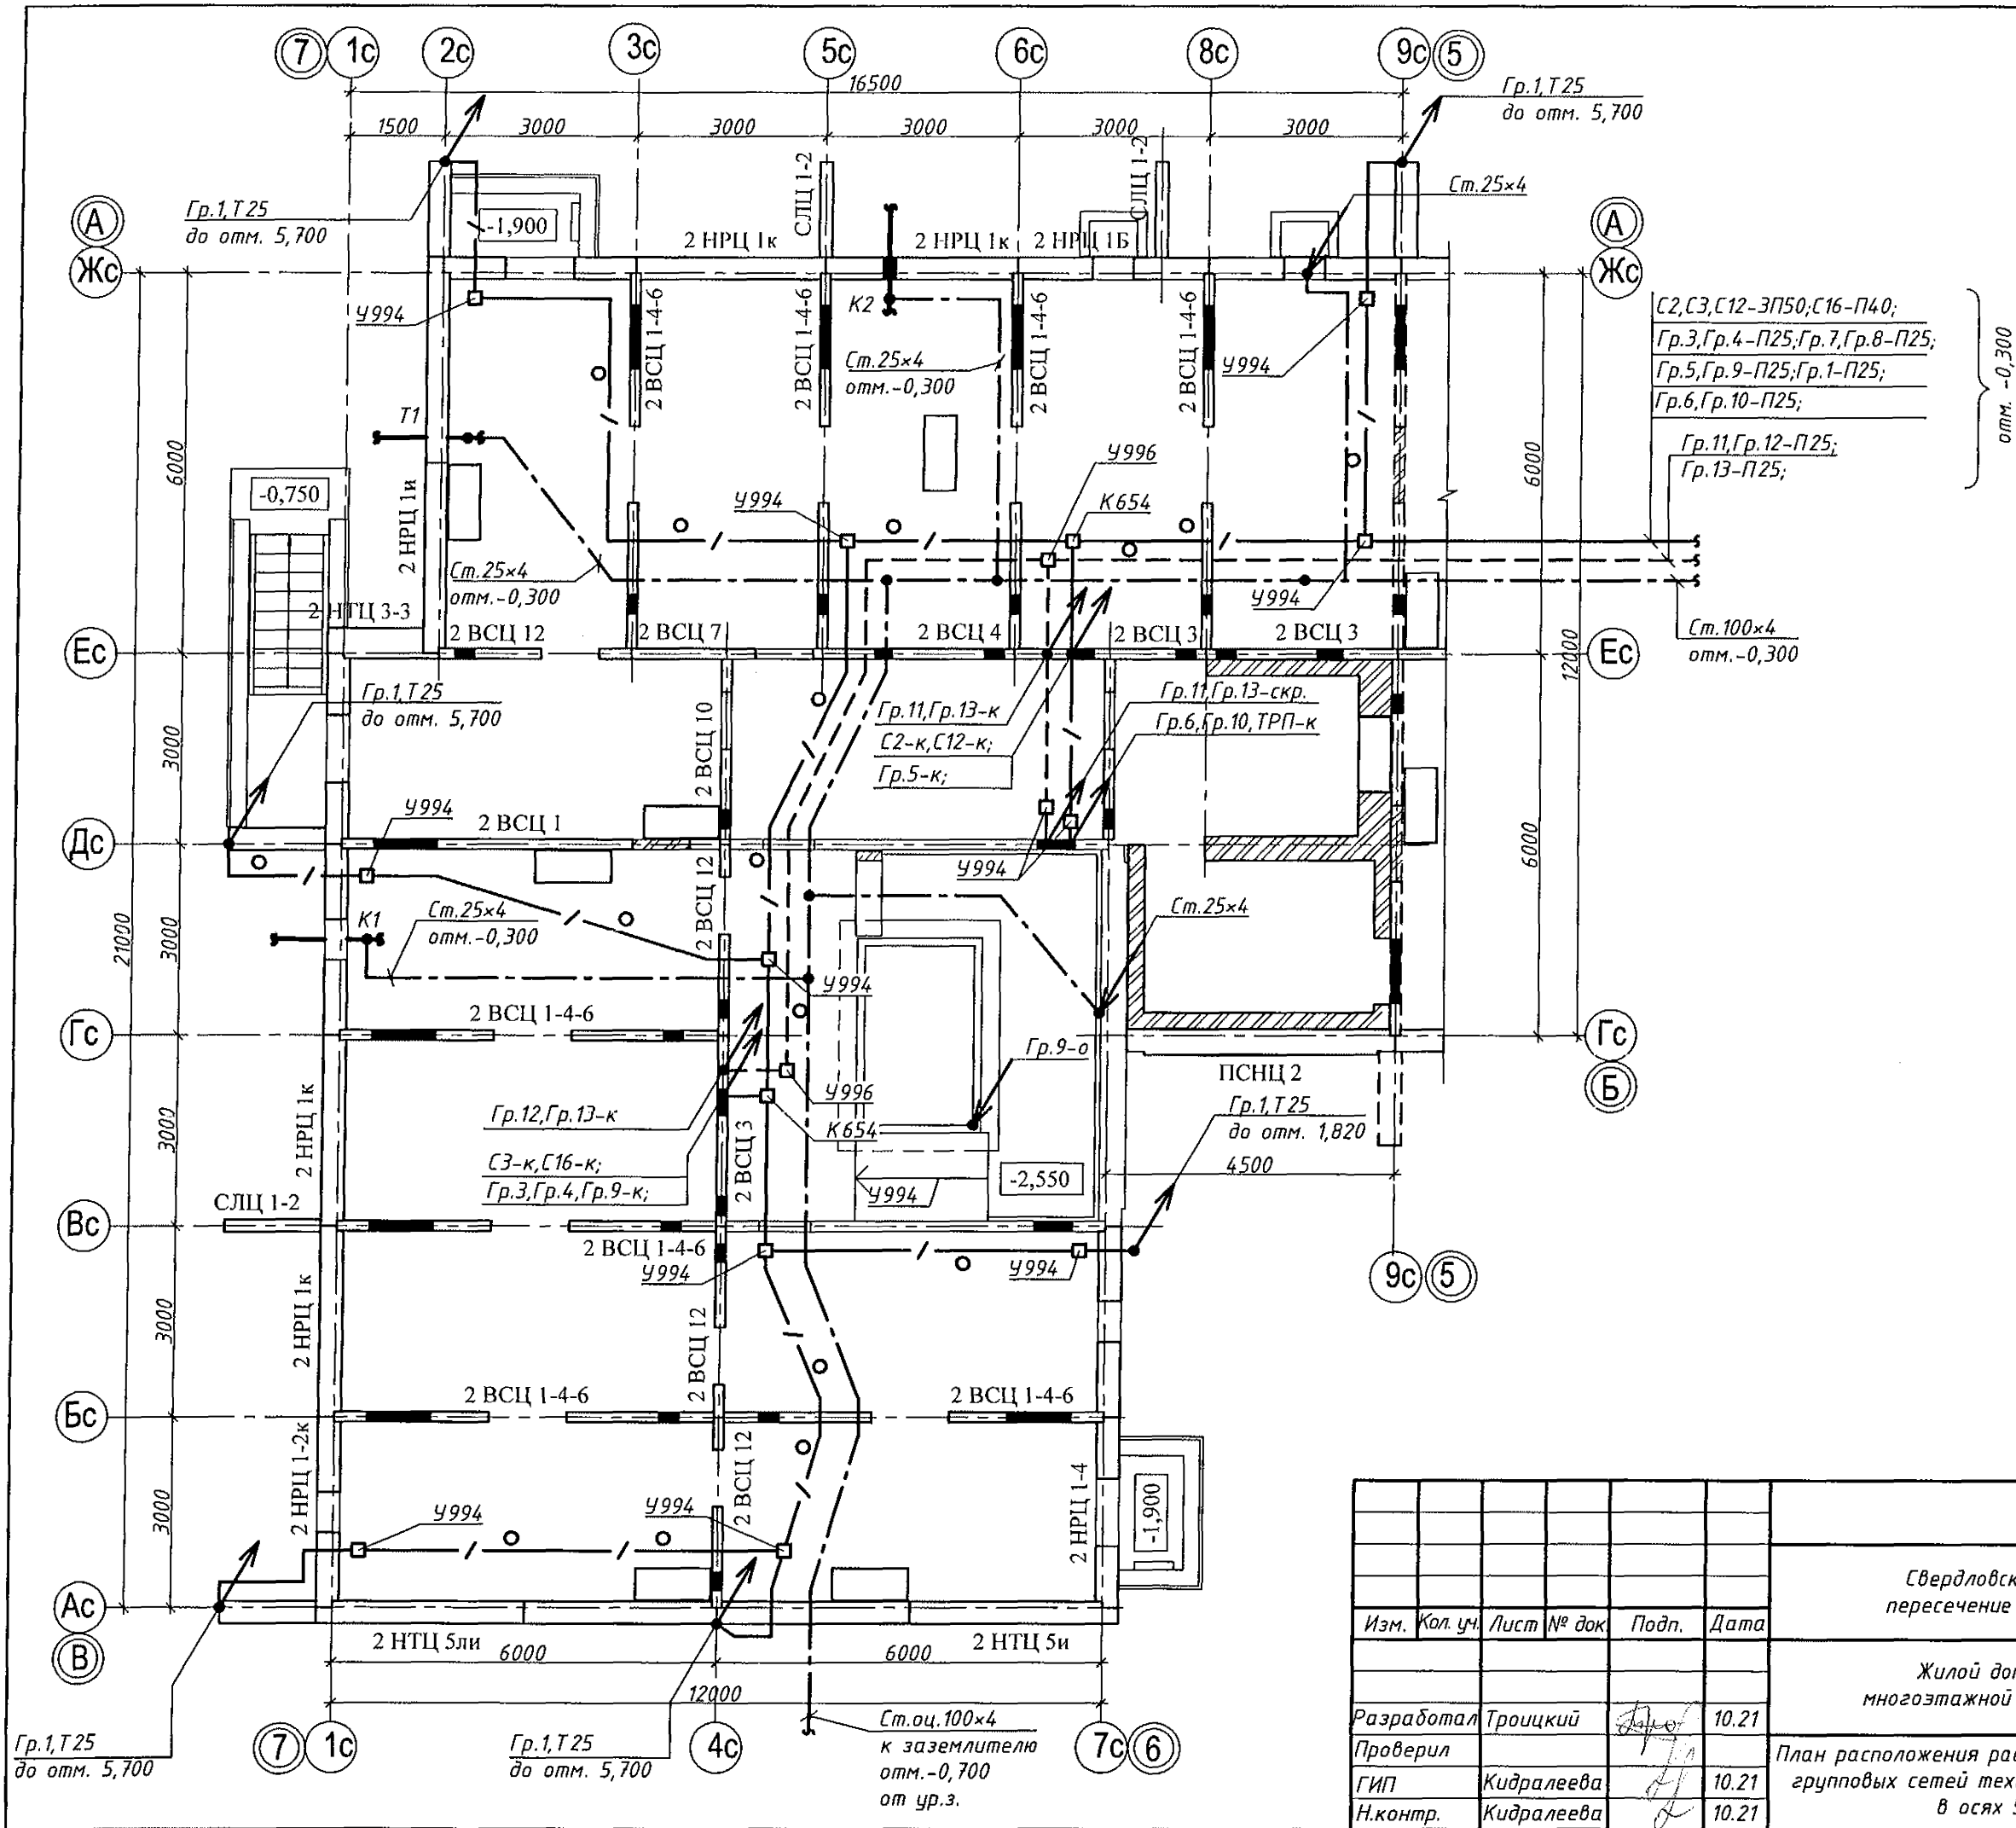 7 1с 2с 3с 5с 6с 8с 9с 5
16500
1500 3000 3000 3000 3000 3000
Гр.1,Т25
до отм. 5,700
Гр.1,Т25
до отм. 5,700
-1,900
СЛЦ 1-2
СЛЦ 1-2
Ст.25×4
А
Жс
А
Жс
2 НРЦ 1к
2 НРЦ 1к
2 НРЦ 1Б
У994
К2
Ст.25×4
отм.-0,300
У994
2 ВСЦ 1-4-6
2 ВСЦ 1-4-6
2 ВСЦ 1-4-6
2 ВСЦ 1-4-6
С2,С3,С12-3П50;С16-П40;
Гр.3,Гр.4-П25;Гр.7,Гр.8-П25;
Гр.5,Гр.9-П25;Гр.1-П25;
Гр.6,Гр.10-П25;
Гр.11,Гр.12-П25;
Гр.13-П25;
отм. -0,300
Т1
6000
-0,750
2 НРЦ 1и
У994
У996
К654
6000
Ст.25×4
отм.-0,300
У994
2 НТЦ 3-3
2 ВСЦ 12
2 ВСЦ 7
2 ВСЦ 4
2 ВСЦ 3
2 ВСЦ 3
Ст.100×4
отм.-0,300
12000
Ес
Ес
Гр.1,Т25
до отм. 5,700
Гр.11,Гр.13-к
С2-к,С12-к;
Гр.5-к;
Гр.11,Гр.13-скр.
Гр.6,Гр.10,ТРП-к
3000
2 ВСЦ 10
У994
2 ВСЦ 1
Дс
6000
У994
2 ВСЦ 12
К1
Ст.25×4
отм.-0,300
Ст.25×4
21000
3000
У994
2 ВСЦ 1-4-6
Гс
Гс
Б
Гр.9-о
ПСНЦ 2
У996
Гр.12,Гр.13-к
К654
Гр.1,Т25
до отм. 1,820
3000
2 НРЦ 1к
2 ВСЦ 3
С3-к,С16-к;
Гр.3,Гр.4,Гр.9-к;
4500
У994
-2,550
СЛЦ 1-2
Вс
2 ВСЦ 1-4-6
У994
У994
9с 5
3000
2 НРЦ 1к
2 ВСЦ 12
2 ВСЦ 1-4-6
2 ВСЦ 1-4-6
Бс
3000
2 НРЦ 1-2к
2 ВСЦ 12
2 НРЦ 1-4
-1,900
У994
У994
Ас
В
2 НТЦ 5ли
2 НТЦ 5и
6000 6000
12000
Гр.1,Т25
до отм. 5,700
7 1с
Гр.1,Т25
до отм. 5,700
4с
Ст.оц.100×4
к заземлителю
отм.-0,700
от ур.з.
7с 6
Изм. Кол. уч. Лист № док. Подп. Дата
Разработал Троицкий 10.21
Проверил
ГИП Кидралеева 10.21
Н.контр. Кидралеева 10.21
пересечение
многоэтажной
План расположения
групповых сетей
в осях